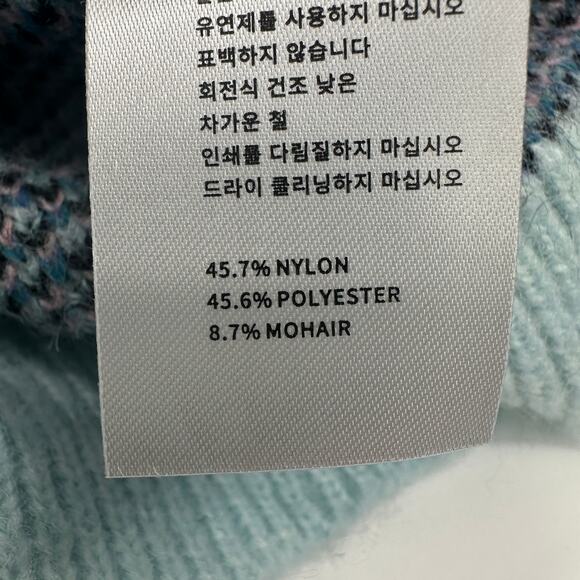 유연제를 사용하지 마십시오
표백하지 않습니다
회전식 건조 낮은
차가운 철
인쇄를 다림질하지 마십시오
드라이 클리닝하지 마십시오
45.7% NYLON
45.6% POLYESTER
8.7% MOHAIR